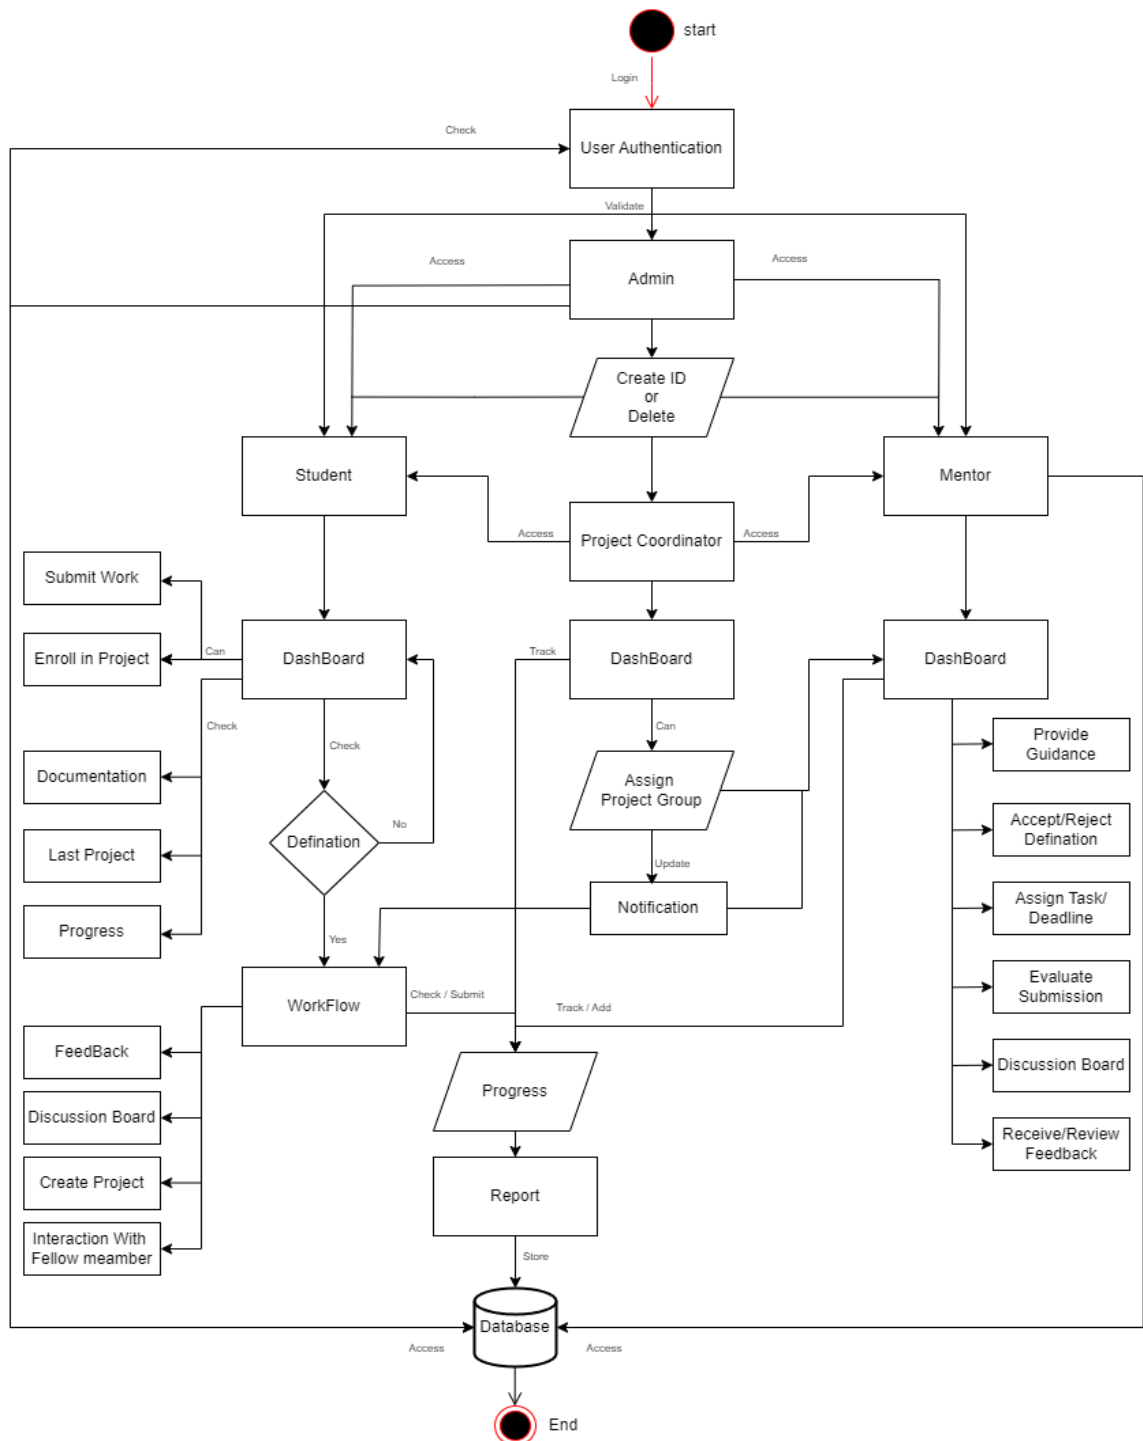 start
Login
Check
User Authentication
Validate
Access
Access
Admin
Create ID
or
Delete
Student
Mentor
Access
Project Coordinator
Access
Submit Work
Enroll in Project
Can
DashBoard
Track
DashBoard
DashBoard
Check
Check
Can
Provide
Guidance
Documentation
Assign
Project Group
Accept/Reject
Defination
Defination
No
Last Project
Update
Assign Task/
Deadline
Notification
Progress
Yes
Evaluate
Submission
WorkFlow
Check / Submit
Track / Add
FeedBack
Discussion Board
Progress
Discussion Board
Receive/Review
Feedback
Create Project
Report
Interaction With
Fellow meamber
Store
Database
Access
Access
End